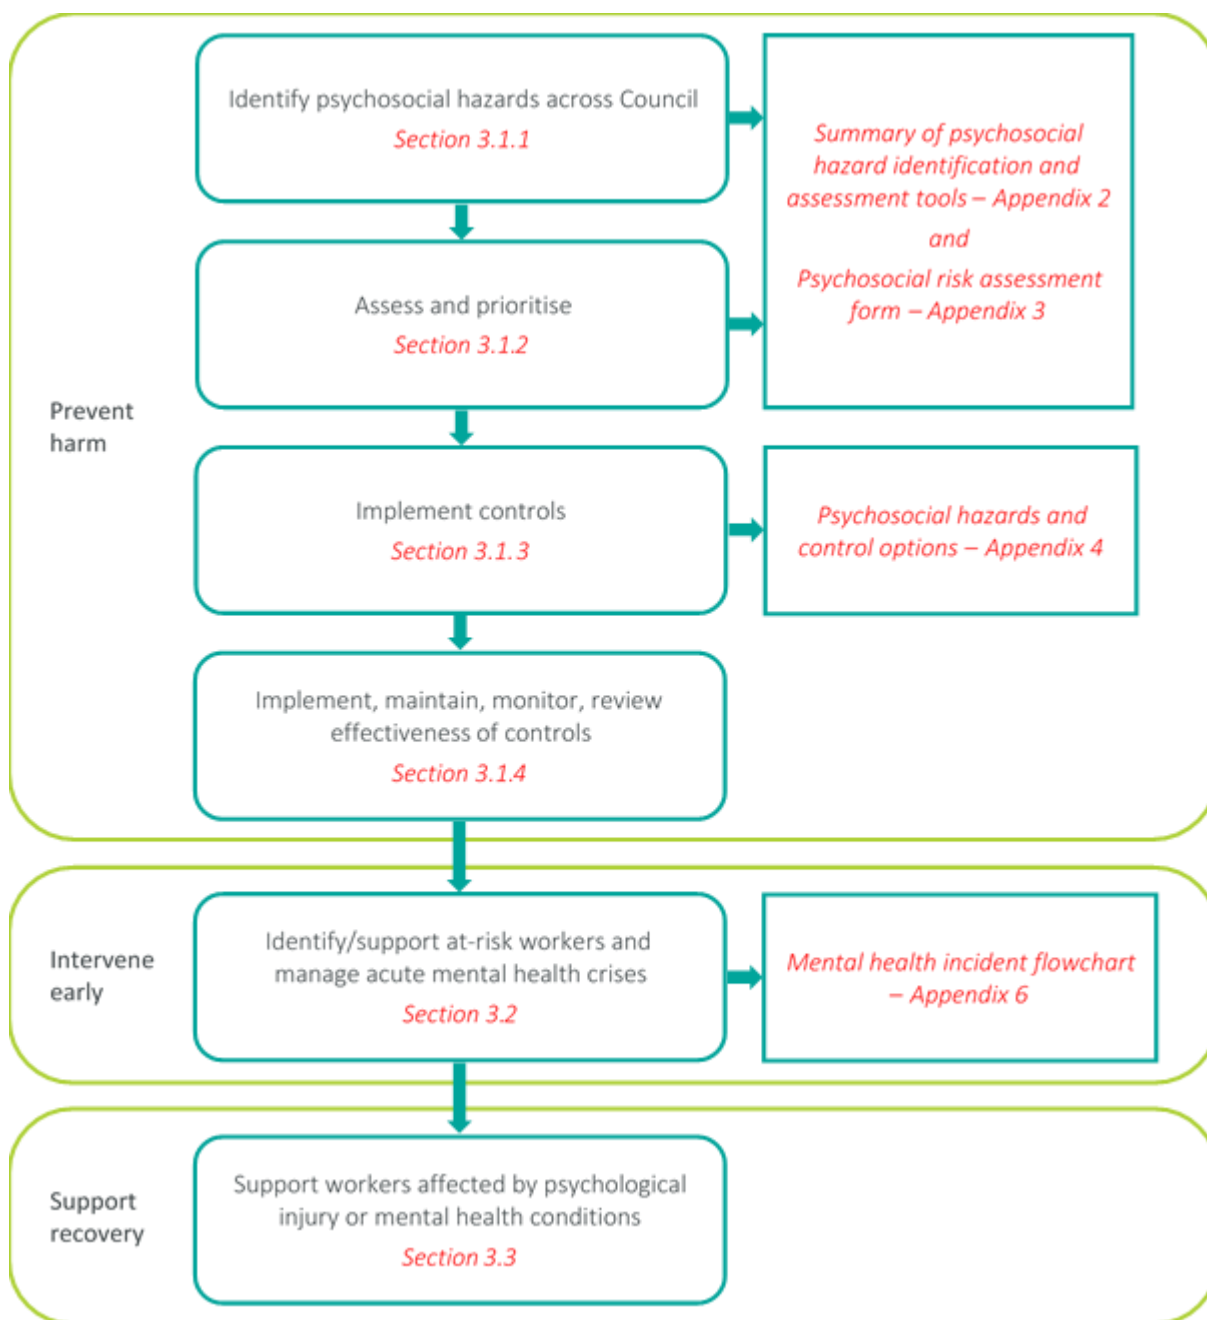 Identify psychosocial hazards across Council
Section 3.1.1
Summary of psychosocial
hazard identification and
assessment tools – Appendix 2
and
Psychosocial risk assessment
form – Appendix 3
Assess and prioritise
Section 3.1.2
Prevent
harm
Implement controls
Section 3.1.3
Psychosocial hazards and
control options – Appendix 4
Implement, maintain, monitor, review
effectiveness of controls
Section 3.1.4
Intervene
early
Identify/support at-risk workers and
manage acute mental health crises
Section 3.2
Mental health incident flowchart
– Appendix 6
Support
recovery
Support workers affected by psychological
injury or mental health conditions
Section 3.3